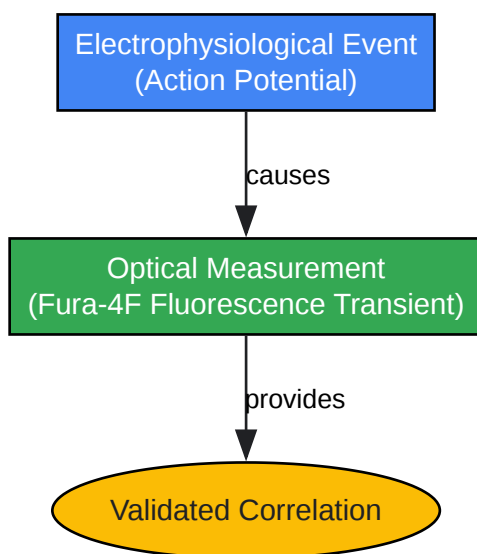 Electrophysiological Event
(Action Potential)
causes
Optical Measurement
(Fura-4F Fluorescence Transient)
provides
Validated Correlation